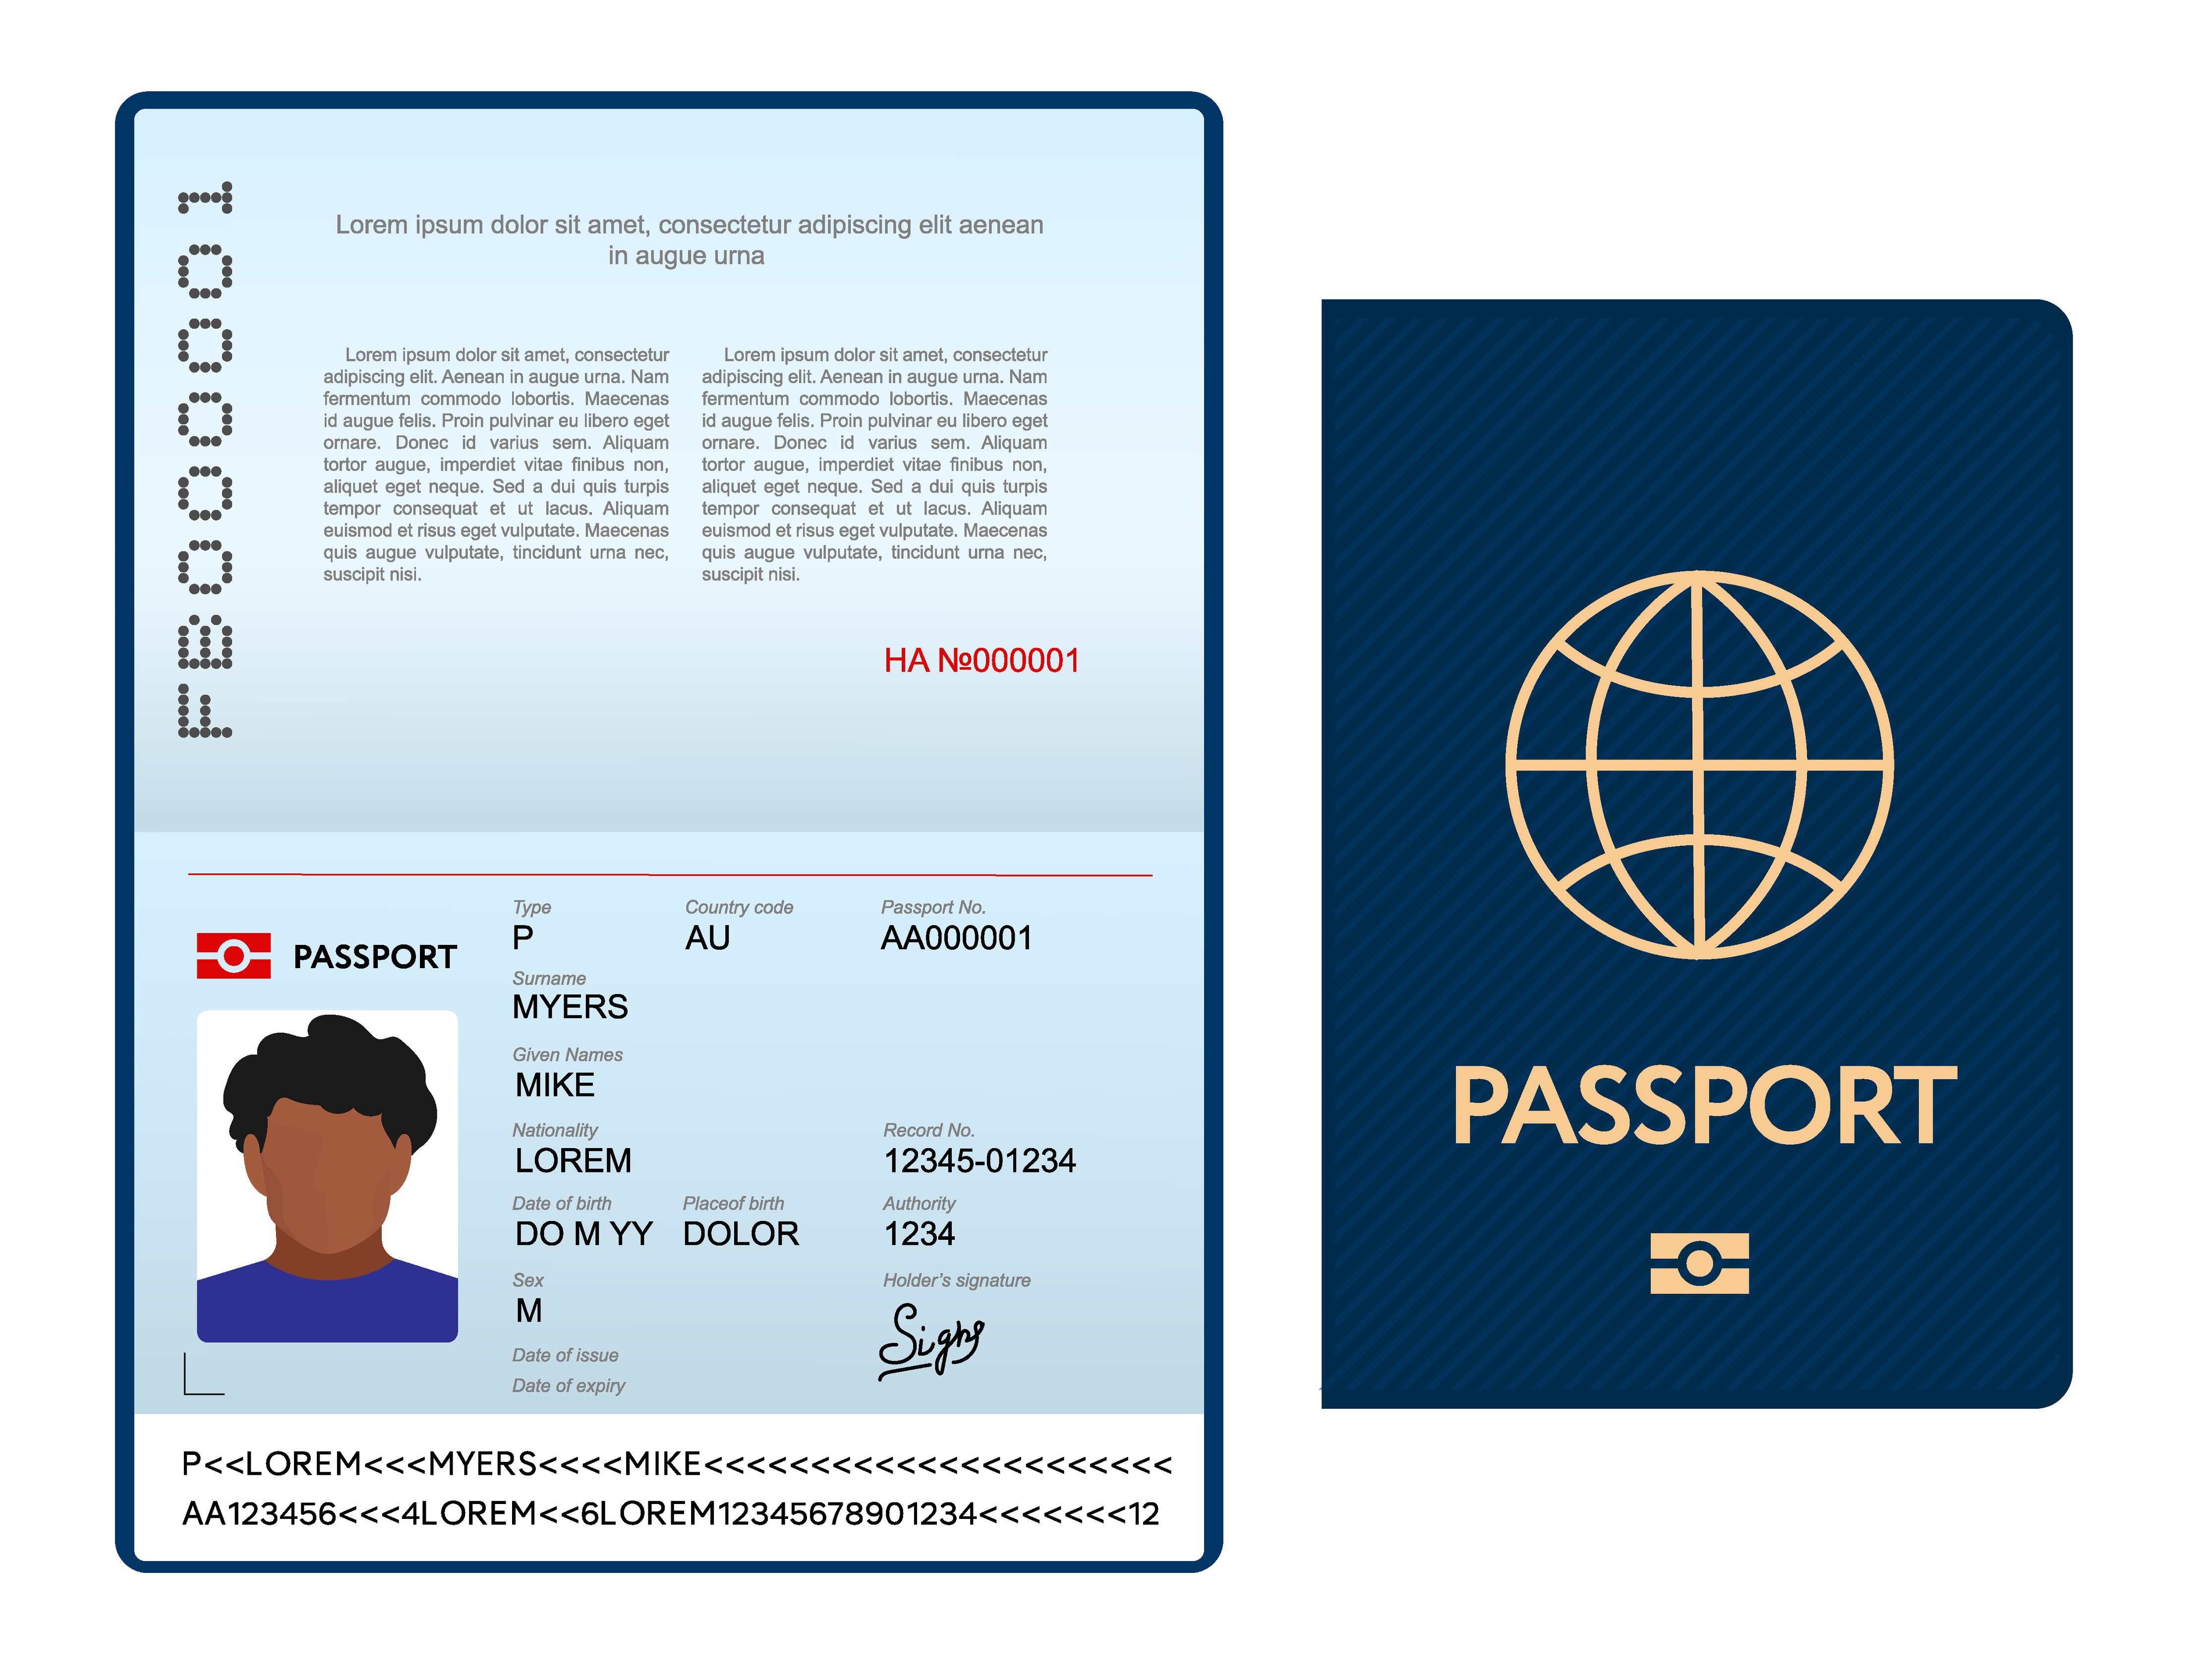 FE000001
Lorem ipsum dolor sit amet, consectetur adipiscing elit aenean
in augue urna
Lorem ipsum dolor sit amet, consectetur
adipiscing elit. Aenean in augue urna. Nam
fermentum commodo lobortis. Maecenas
id augue felis. Proin pulvinar eu libero eget
ornare. Donec id varius sem. Aliquam
tortor augue, imperdiet vitae finibus non,
aliquet eget neque. Sed a dui quis turpis
tempor consequat et ut lacus. Aliquam
euismod et risus eget vulputate. Maecenas
quis augue vulputate, tincidunt urna nec,
suscipit nisi.
Lorem ipsum dolor sit amet, consectetur
adipiscing elit. Aenean in augue urna. Nam
fermentum commodo lobortis. Maecenas
id augue felis. Proin pulvinar eu libero eget
ornare. Donec id varius sem. Aliquam
tortor augue, imperdiet vitae finibus non,
aliquet eget neque. Sed a dui quis turpis
tempor consequat et ut lacus. Aliquam
euismod et risus eget vulputate. Maecenas
quis augue vulputate, tincidunt urna nec,
suscipit nisi.
HA №000001
PASSPORT
Type Country code Passport No.
P AU AA000001
Surname
MYERS
Given Names
MIKE
Nationality Record No.
LOREM 12345-01234
Date of birth Placeof birth Authority
DO M YY DOLOR 1234
Sex Holder's signature
M
Signs
Date of issue
Date of expiry
P<<LOREM<<<MYERS<<<<MIKE<<<<<<<<<<<<<<<<<<<<<<
AA123456<<<4LOREM<<6LOREM12345678901234<<<<<<<12
PASSPORT